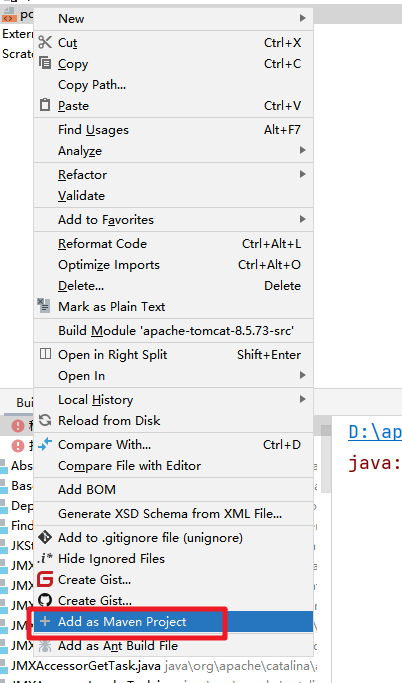 New
Cut Ctrl+X
Copy Ctrl+C
Copy Path...
Paste Ctrl+V
Find Usages Alt+F7
Analyze
Refactor
Validate
Add to Favorites
Reformat Code Ctrl+Alt+L
Optimize Imports Ctrl+Alt+O
Delete... Delete
Mark as Plain Text
Build Module 'apache-tomcat-8.5.73-src'
Open in Right Split Shift+Enter
Open In
Local History
Reload from Disk
Compare With... Ctrl+D
Compare File with Editor
Add BOM
Generate XSD Schema from XML File...
Add to .gitignore file (unignore)
.i* Hide Ignored Files
Create Gist...
Create Gist...
Add as Maven Project
Add as Ant Build File
po
Exter
Scrat
Bui
D:\ap
java:
Abs
Base
Dep
Find
JKSt
JMX
JMX
JMX
JMX
JMX
JMXAccessorGetTask.java java\org\apache\catalina\a